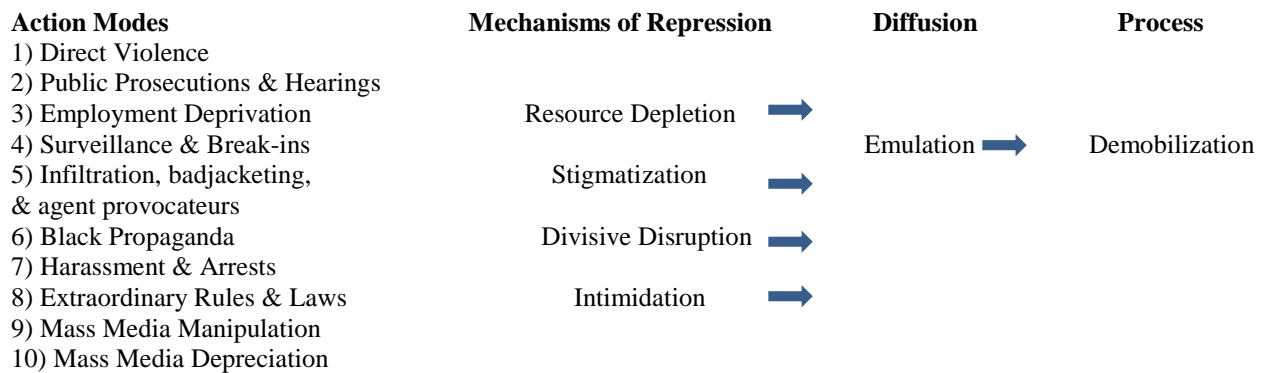 Action Modes Mechanisms of Repression Diffusion Process
1) Direct Violence
2) Public Prosecutions & Hearings
3) Employment Deprivation Resource Depletion
4) Surveillance & Break-ins Emulation Demobilization
5) Infiltration, badjacketing, Stigmatization
& agent provocateurs
6) Black Propaganda Divisive Disruption
7) Harassment & Arrests
8) Extraordinary Rules & Laws Intimidation
9) Mass Media Manipulation
10) Mass Media Depreciation